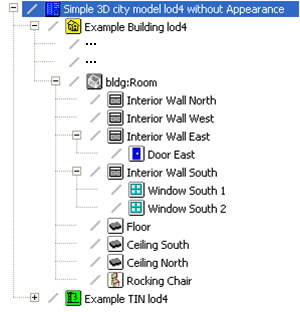 Simple 3D city model lod4 without Appearance
Example Building lod4
...
...
bldg:Room
Interior Wall North
Interior Wall West
Interior Wall East
Door East
Interior Wall South
Window South 1
Window South 2
Floor
Ceiling South
Ceiling North
Rocking Chair
Example TIN lod4